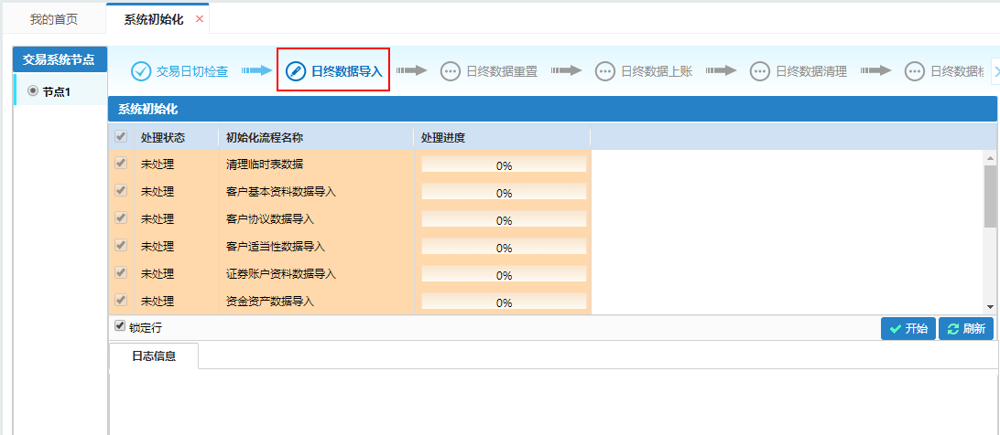 我的首页 系统初始化 ×
交易系统节点 交易日切检查 日终数据导入 日终数据重置 日终数据上账 日终数据清理 日终数据
节点1
系统初始化
处理状态 初始化流程名称 处理进度
未处理 清理临时表数据 0%
未处理 客户基本资料数据导入 0%
未处理 客户协议数据导入 0%
未处理 客户适当性数据导入 0%
未处理 证券账户资料数据导入 0%
未处理 资金资产数据导入 0%
锁定行 开始 刷新
日志信息